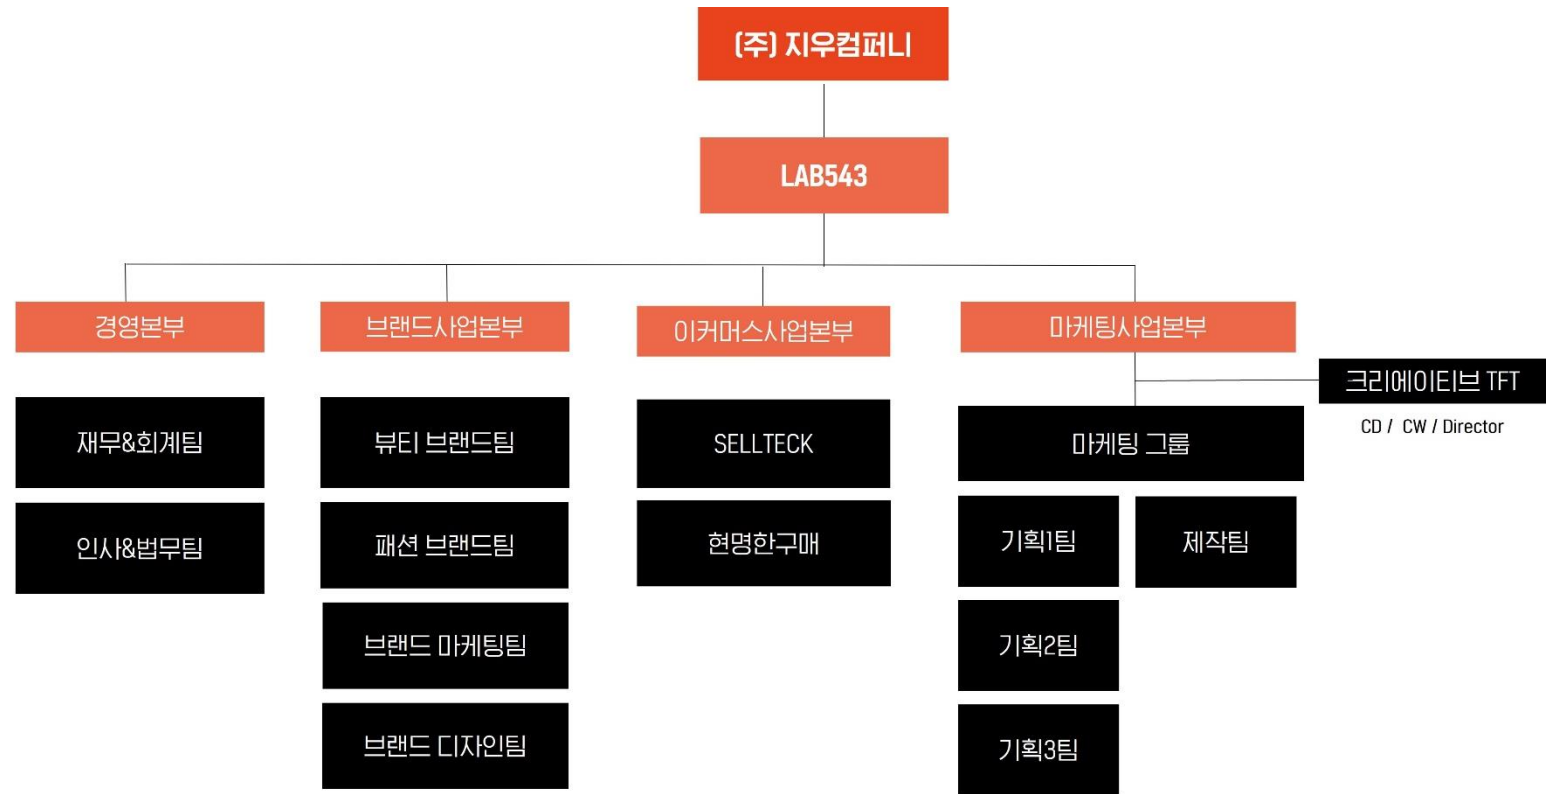 (주) 지우컴퍼니
LAB543
경영본부
브랜드사업본부
이커머스사업본부
마케팅사업본부
크리에이티브 TFT
CD / CW / Director
재무&회계팀
뷰티 브랜드팀
SELLTECK
마케팅 그룹
인사&법무팀
패션 브랜드팀
현명한구매
기획1팀
제작팀
브랜드 마케팅팀
기획2팀
브랜드 디자인팀
기획3팀